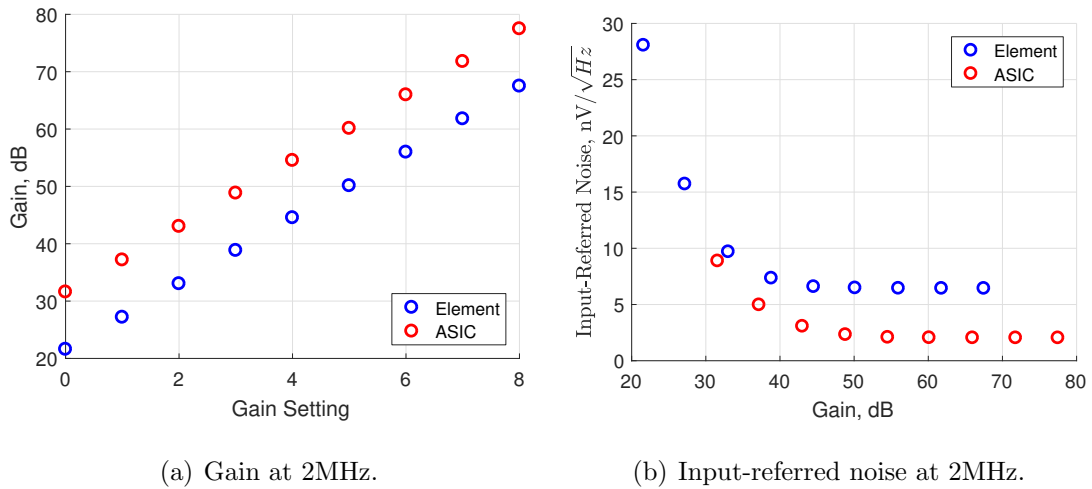 80
70
60
50
40
30
20
Gain, dB
0
2
4
6
8
Gain Setting
Element
ASIC
(a) Gain at 2MHz.
30
25
20
15
10
5
0
Input-Referred Noise, nV/√Hz
20
30
40
50
60
70
80
Gain, dB
Element
ASIC
(b) Input-referred noise at 2MHz.